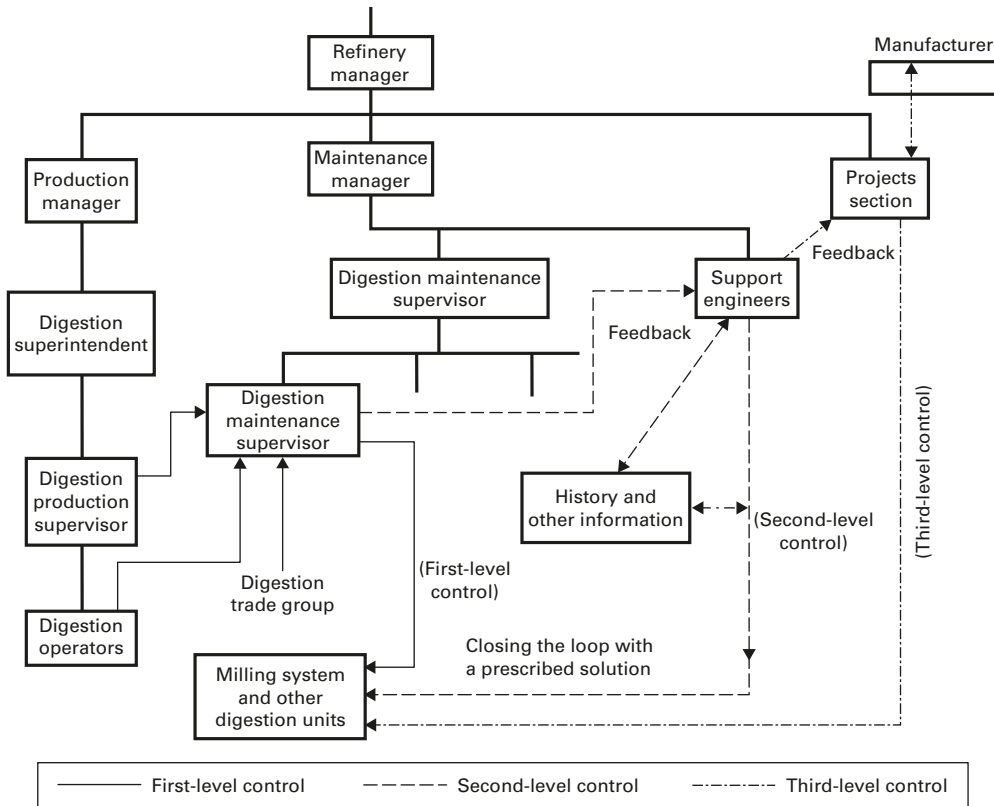 Manufacturer
Refinery
manager
Production
manager
Maintenance
manager
Projects
section
Feedback
Digestion maintenance
supervisor
Support
engineers
Digestion
superintendent
Feedback
Digestion
maintenance
supervisor
Digestion
production
supervisor
History and
other information
(Second-level
control)
(Third-level control)
(First-level
control)
Digestion
trade group
Digestion
operators
Closing the loop with
a prescribed solution
Milling system
and other
digestion units
First-level control
Second-level control
Third-level control